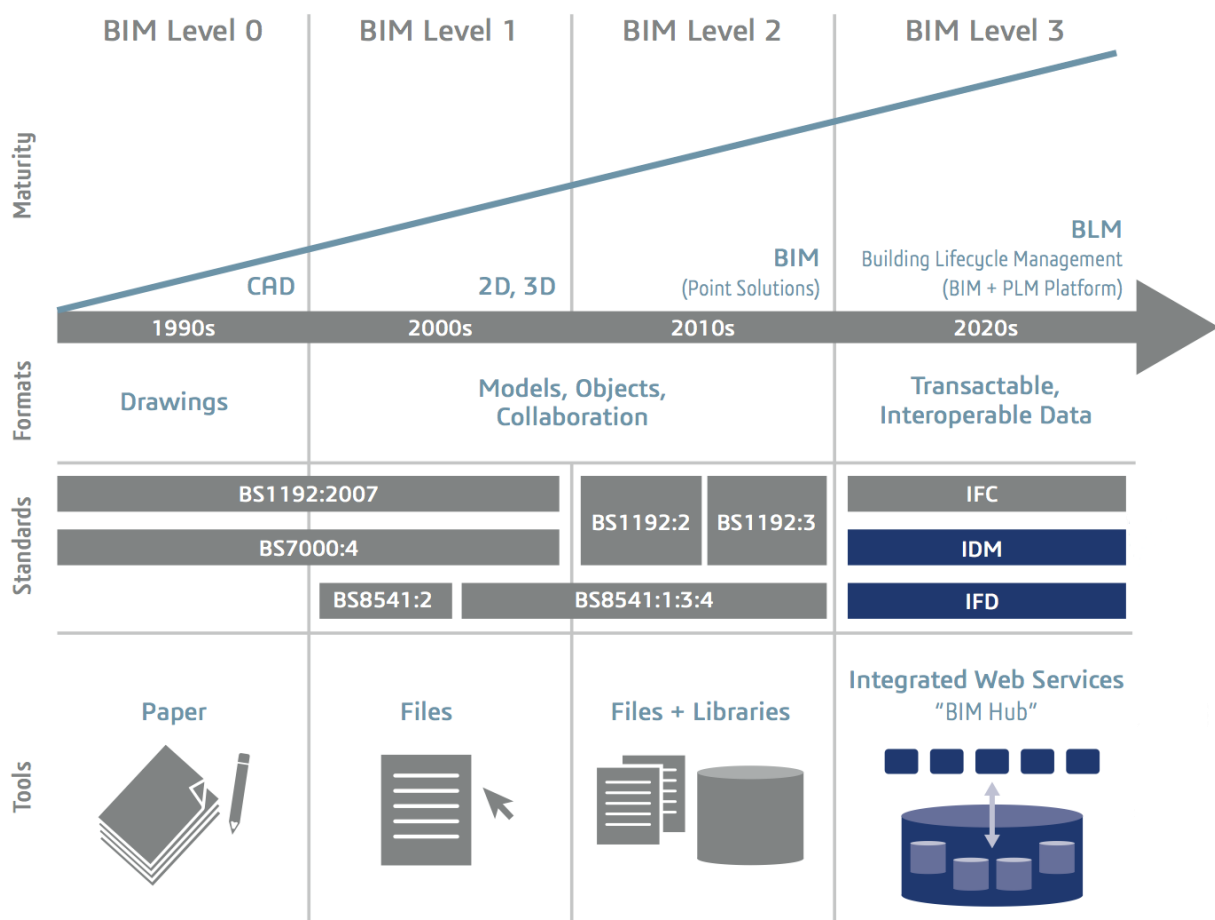 BIM Level 0
BIM Level 1
BIM Level 2
BIM Level 3
Maturity
CAD
2D, 3D
BIM
(Point Solutions)
BLM
Building Lifecycle Management
(BIM + PLM Platform)
1990s
2000s
2010s
2020s
Formats
Drawings
Models, Objects,
Collaboration
Transactable,
Interoperable Data
Standards
BS1192:2007
BS7000:4
BS8541:2
BS8541:1:3:4
BS1192:2
BS1192:3
IFC
IDM
IFD
Tools
Paper
Files
Files + Libraries
Integrated Web Services
“BIM Hub”